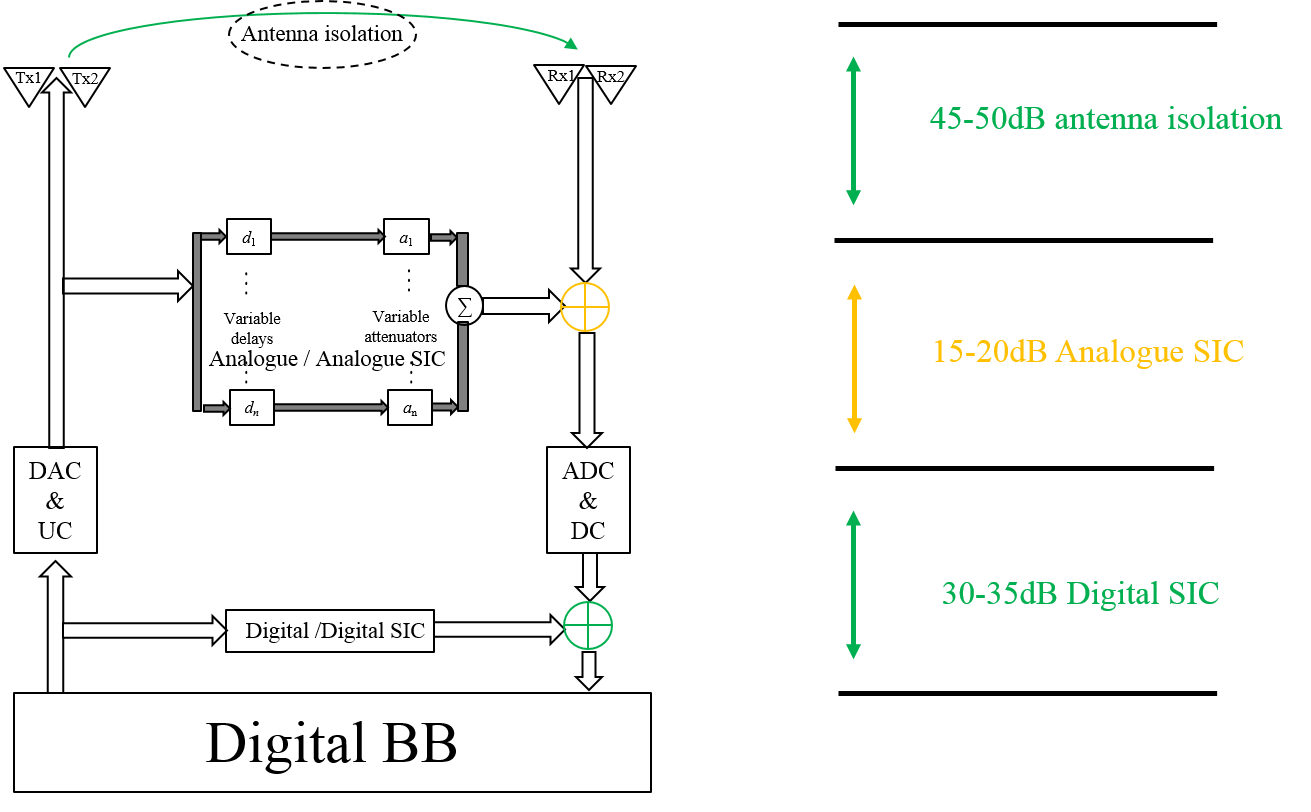 Antenna isolation
Tx1
Tx2
Rx1
Rx2
45-50dB antenna isolation
d1
a1
∑
Variable
delays
Variable
attenuators
Analogue / Analogue SIC
15-20dB Analogue SIC
dn
an
DAC
&
UC
ADC
&
DC
30-35dB Digital SIC
Digital /Digital SIC
Digital BB